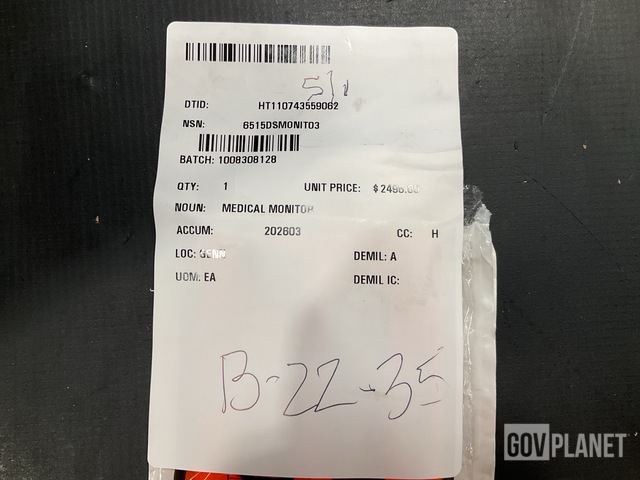 DTID: HT110743559062
NSN: 6515DSMONIT03
BATCH: 1008308128
QTY: 1 UNIT PRICE:
NOUN: MEDICAL MONITOR
ACCUM: 202603 CC: H
LOC: DEMIL: A
UOM: EA DEMIL IC:
B-22-35
GOVPLANET